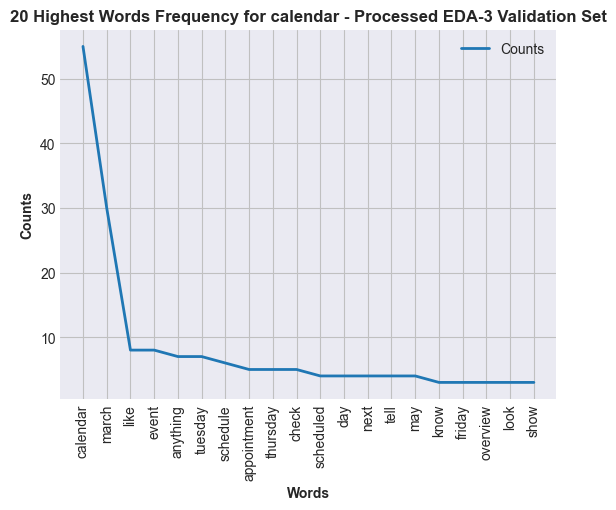 20 Highest Words Frequency for calendar - Processed EDA-3 Validation Set
Counts
50
40
30
20
10
Counts
calendar
march
like
event
anything
tuesday
schedule
appointment
thursday
check
scheduled
day
next
tell
may
know
friday
overview
look
show
Words